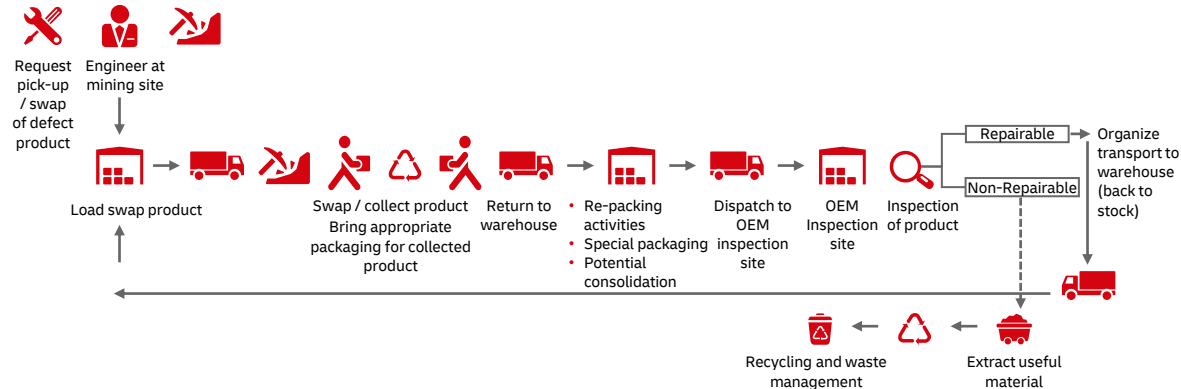 Request
pick-up
/ swap
of defect
product
Engineer at
mining site
Load swap product
Swap / collect product
Bring appropriate
packaging for collected
product
Return to
warehouse
• Re-packing
activities
• Special packaging
• Potential
consolidation
Dispatch to
OEM
inspection
site
OEM
Inspection
site
Inspection
of product
Repairable
Non-Repairable
Organize
transport to
warehouse
(back to
stock)
Recycling and waste
management
Extract useful
material